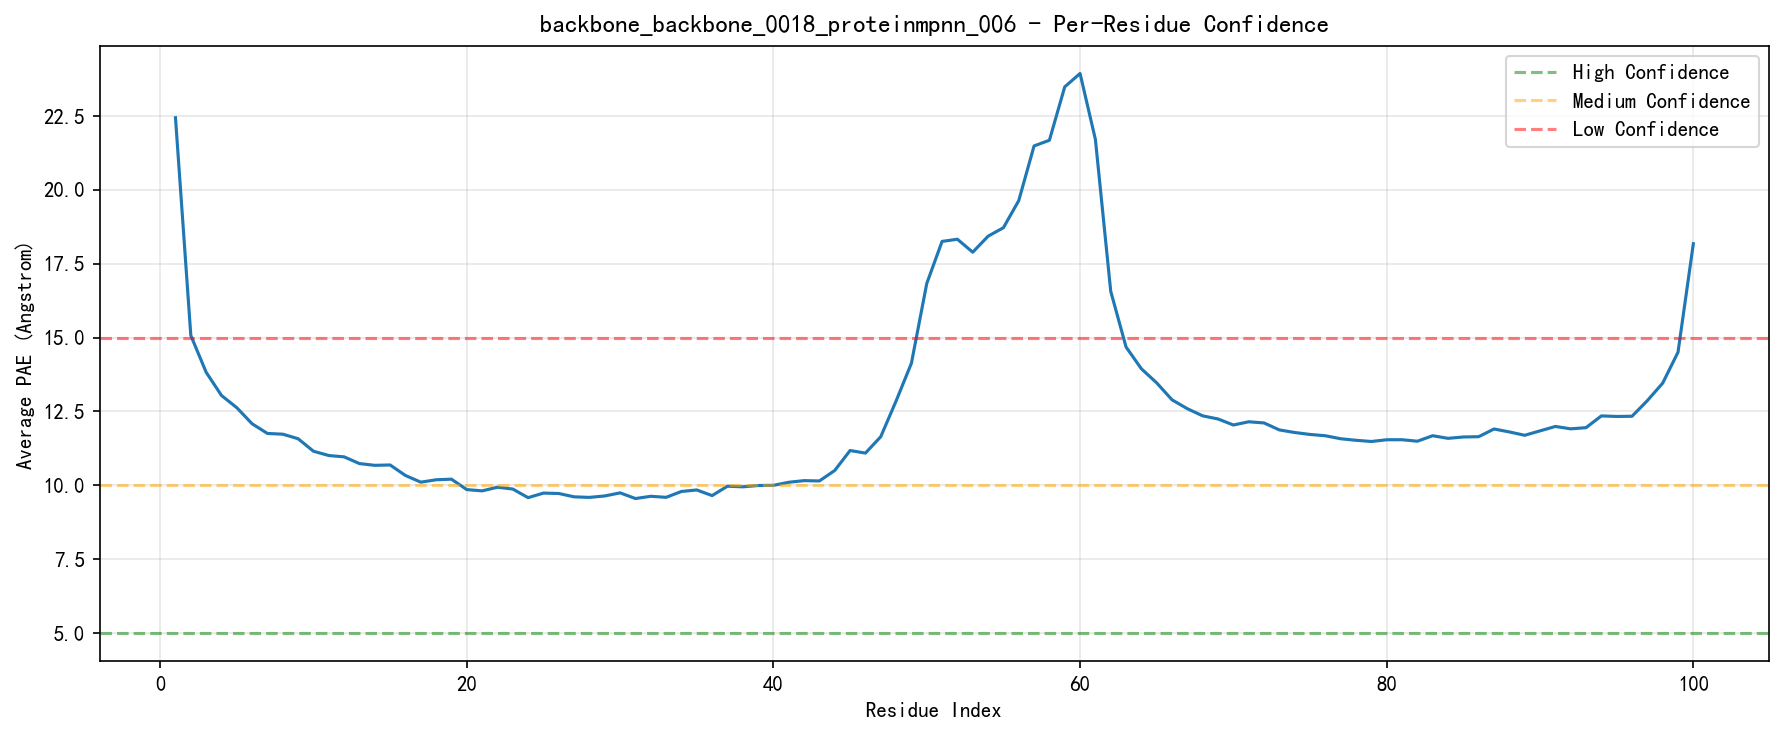 backbone_backbone_0018_proteinmpnn_006 - Per-Residue Confidence
High Confidence
Medium Confidence
Low Confidence
22.5
20.0
17.5
15.0
12.5
10.0
7.5
5.0
Average PAE (Angstrom)
0 20 40 60 80 100
Residue Index